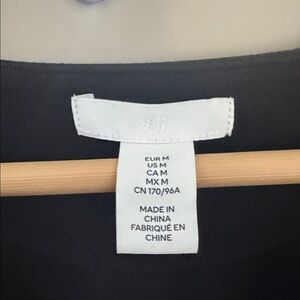 EUR M
US M
CA M
MX M
CN 170/96A
MADE IN
CHINA
FABRIQUÉ EN
CHINE